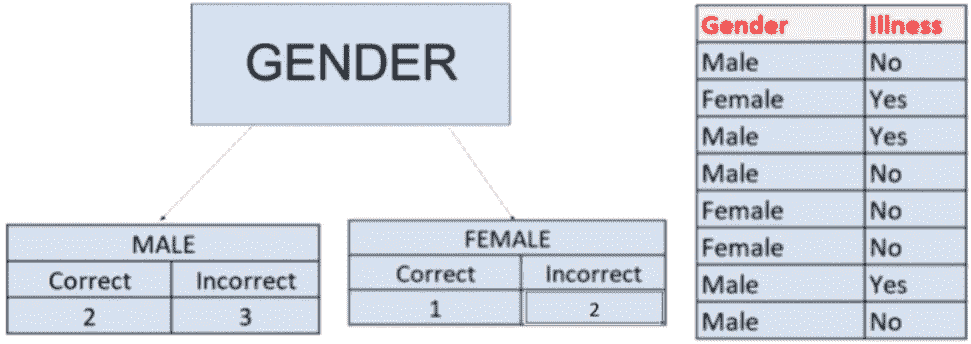 GENDER
MALE
Correct Incorrect
2 3
FEMALE
Correct Incorrect
1 2
Gender Illness
Male No
Female Yes
Male Yes
Male No
Female No
Female No
Male Yes
Male No